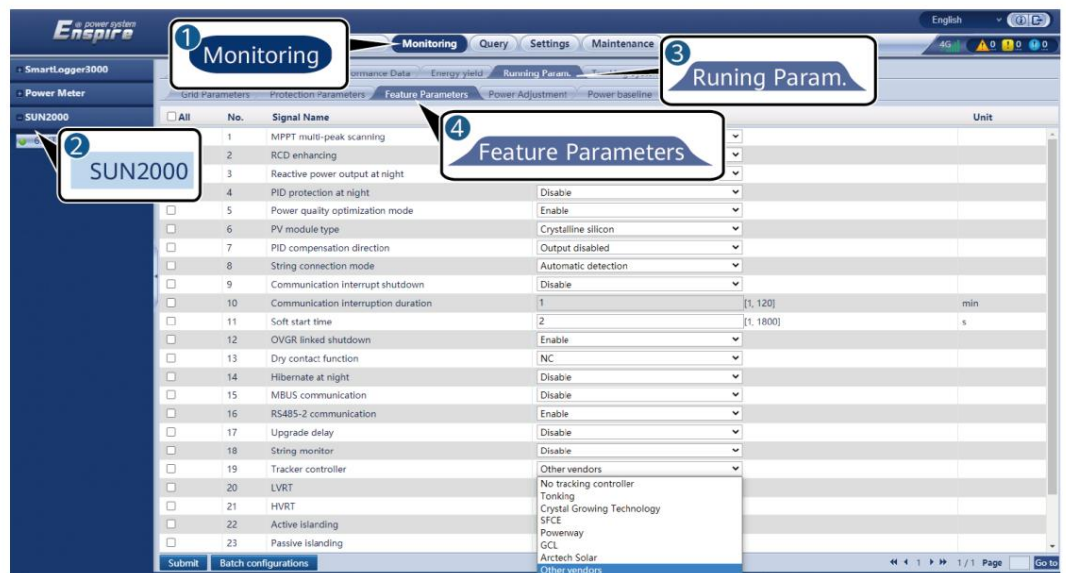 @ power system
Enspire
English
4G 0 0 0
1 Monitoring
Monitoring Query Settings Maintenance
SmartLogger3000
Power Meter
SUN2000
2 SUN2000
ormance Data Energy yield Running Param.
3 Runing Param.
Grid Parameters Protection Parameters Feature Parameters Power Adjustment Power baseline
4 Feature Parameters
All No. Signal Name Unit
1 MPPT multi-peak scanning
2 RCD enhancing
3 Reactive power output at night
4 PID protection at night Disable
5 Power quality optimization mode Enable
6 PV module type Crystalline silicon
7 PID compensation direction Output disabled
8 String connection mode Automatic detection
9 Communication interrupt shutdown Disable
10 Communication interruption duration 1 [1, 120] min
11 Soft start time 2 [1, 1800] s
12 OVGR linked shutdown Enable
13 Dry contact function NC
14 Hibernate at night Disable
15 MBUS communication Disable
16 RS485-2 communication Enable
17 Upgrade delay Disable
18 String monitor Disable
19 Tracker controller Other vendors
20 LVRT
21 HVRT
22 Active islanding
23 Passive islanding
No tracking controller
Tonking
Crystal Growing Technology
SFCE
Powerway
GCL
Arctech Solar
Other vendors
Submit Batch configurations 1 1/1 Page Go to